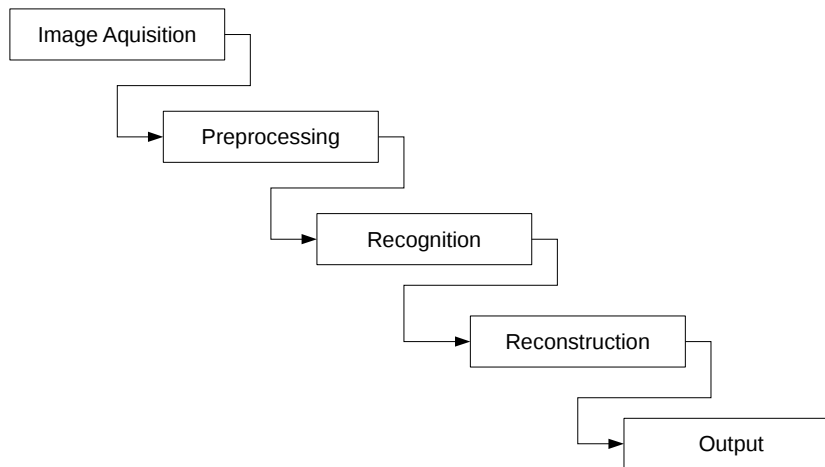 Image Aquisition
Preprocessing
Recognition
Reconstruction
Output